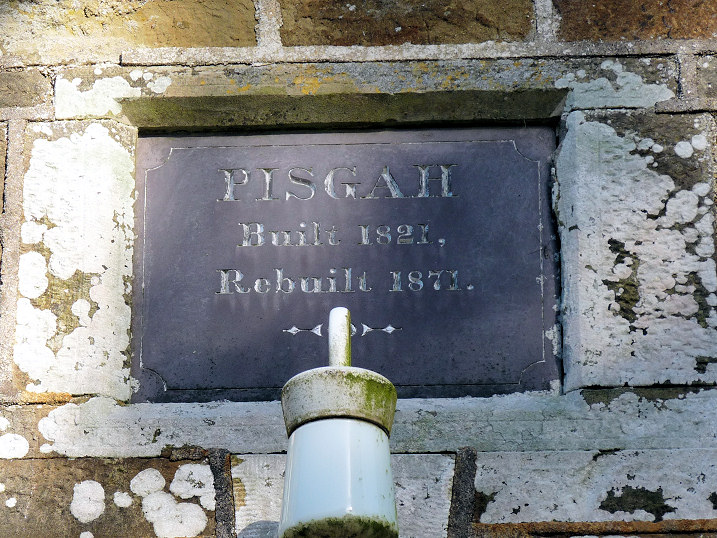 PISGAH
Built 1821,
Rebuilt 1871.